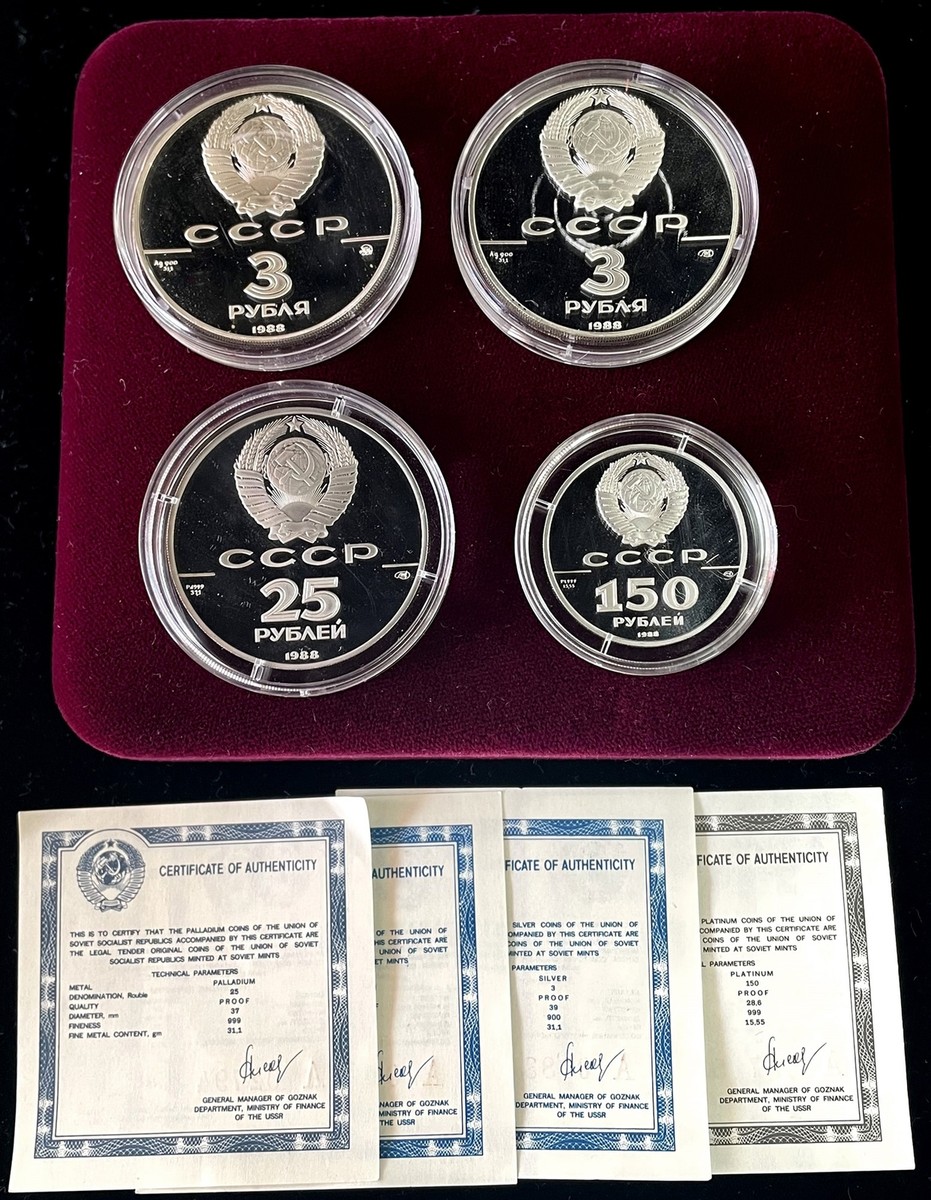 СССР
Ag 900
31,1
3
РУБЛЯ
1988
СССР
Ag 900
31,1
3
РУБЛЯ
1988
СССР
Pd 999
31,1
25
РУБЛЕЙ
1988
СССР
Pt 999
15,55
150
РУБЛЕЙ
1988
CERTIFICATE OF AUTHENTICITY
THIS IS TO CERTIFY THAT THE PALLADIUM COINS OF THE UNION OF
SOVIET SOCIALIST REPUBLICS ACCOMPANIED BY THIS CERTIFICATE ARE
THE LEGAL TENDER ORIGINAL COINS OF THE UNION OF SOVIET
SOCIALIST REPUBLICS MINTED AT SOVIET MINTS
TECHNICAL PARAMETERS
METAL PALLADIUM
DENOMINATION, Rouble 25
QUALITY PROOF
DIAMETER, mm 37
FINENESS 999
FINE METAL CONTENT, gm 31,1
GENERAL MANAGER OF GOZNAK
DEPARTMENT, MINISTRY OF FINANCE
OF THE USSR
AUTHENTICITY
OF THE UNION OF
HIS CERTIFICATE ARE
UNION OF SOVIET
MINTS
NAGER OF GOZNAK
MINISTRY OF FINANCE
OF THE USSR
FICATE OF AUTHENTICITY
SILVER COINS OF THE UNION OF
OMPANIED BY THIS CERTIFICATE ARE
COINS OF THE UNION OF SOVIET
MINTED AT SOVIET MINTS
PARAMETERS
SILVER
3
PROOF
39
900
31,1
GENERAL MANAGER OF GOZNAK
DEPARTMENT, MINISTRY OF FINANCE
OF THE USSR
FICATE OF AUTHENTICITY
PLATINUM COINS OF THE UNION OF
COMPANIED BY THIS CERTIFICATE ARE
COINS OF THE UNION OF SOVIET
MINTED AT SOVIET MINTS
L PARAMETERS
PLATINUM
150
PROOF
28,6
999
15,55
GENERAL MANAGER OF GOZNAK
DEPARTMENT, MINISTRY OF FINANCE
OF THE USSR